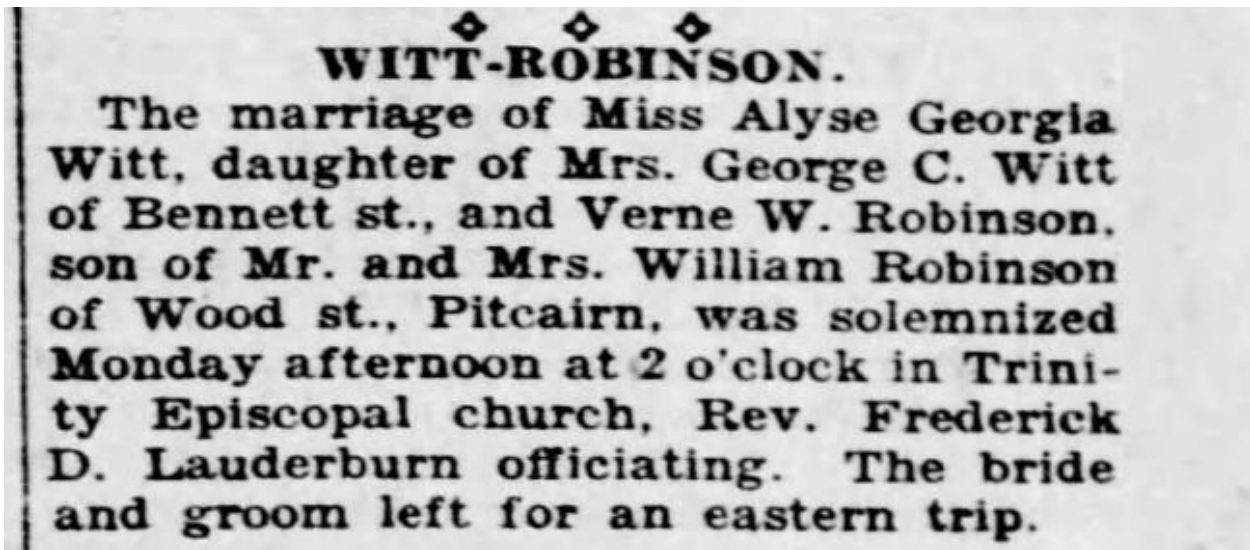 WITT-ROBINSON.
The marriage of Miss Alyse Georgia
Witt, daughter of Mrs. George C. Witt
of Bennett st., and Verne W. Robinson,
son of Mr. and Mrs. William Robinson
of Wood st., Pitcairn, was solemnized
Monday afternoon at 2 o'clock in Trini-
ty Episcopal church, Rev. Frederick
D. Lauderburn officiating. The bride
and groom left for an eastern trip.